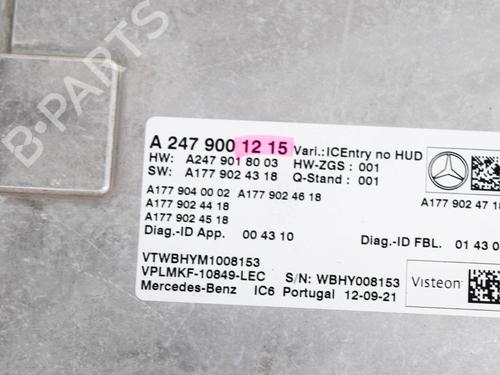 B-PARTS
A 247 900 12 15 Vari.: ICEntry no HUD
HW: A247 901 80 03 HW-ZGS : 001
SW: A177 902 43 18 Q-Stand : 001
A177 904 00 02 A177 902 46 18 A177 902 47 18
A177 902 44 18
A177 902 45 18
Diag.-ID App. 00 43 10 Diag.-ID FBL. 01 43 0
VTWBHYM1008153
VPLMKF-10849-LEC S/N: WBHY008153 Visteon
Mercedes-Benz IC6 Portugal 12-09-21